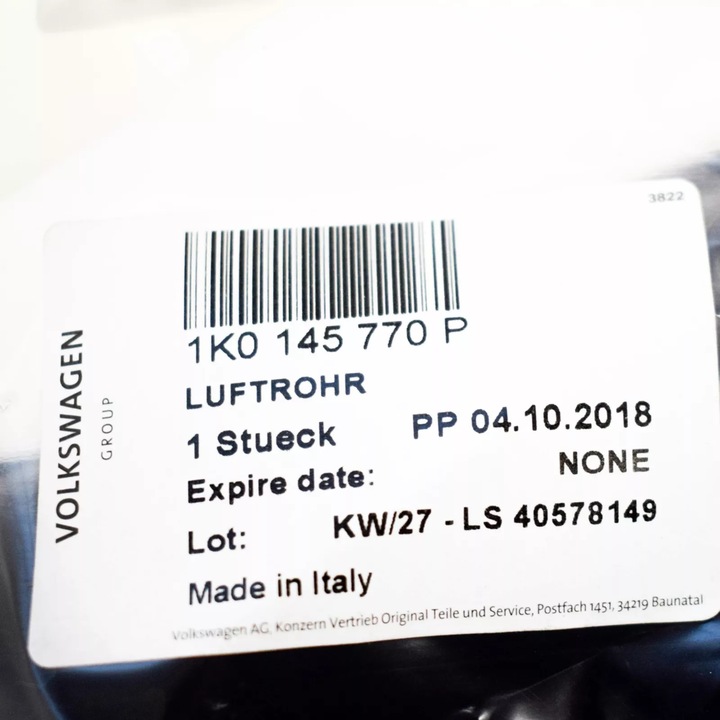 3822
VOLKSWAGEN
GROUP
1K0 145 770 P
LUFTROHR
1 Stueck PP 04.10.2018
Expire date: NONE
Lot: KW/27 - LS 40578149
Made in Italy
Volkswagen AG, Konzern Vertrieb Original Teile und Service, Postfach 1451, 34219 Baunatal